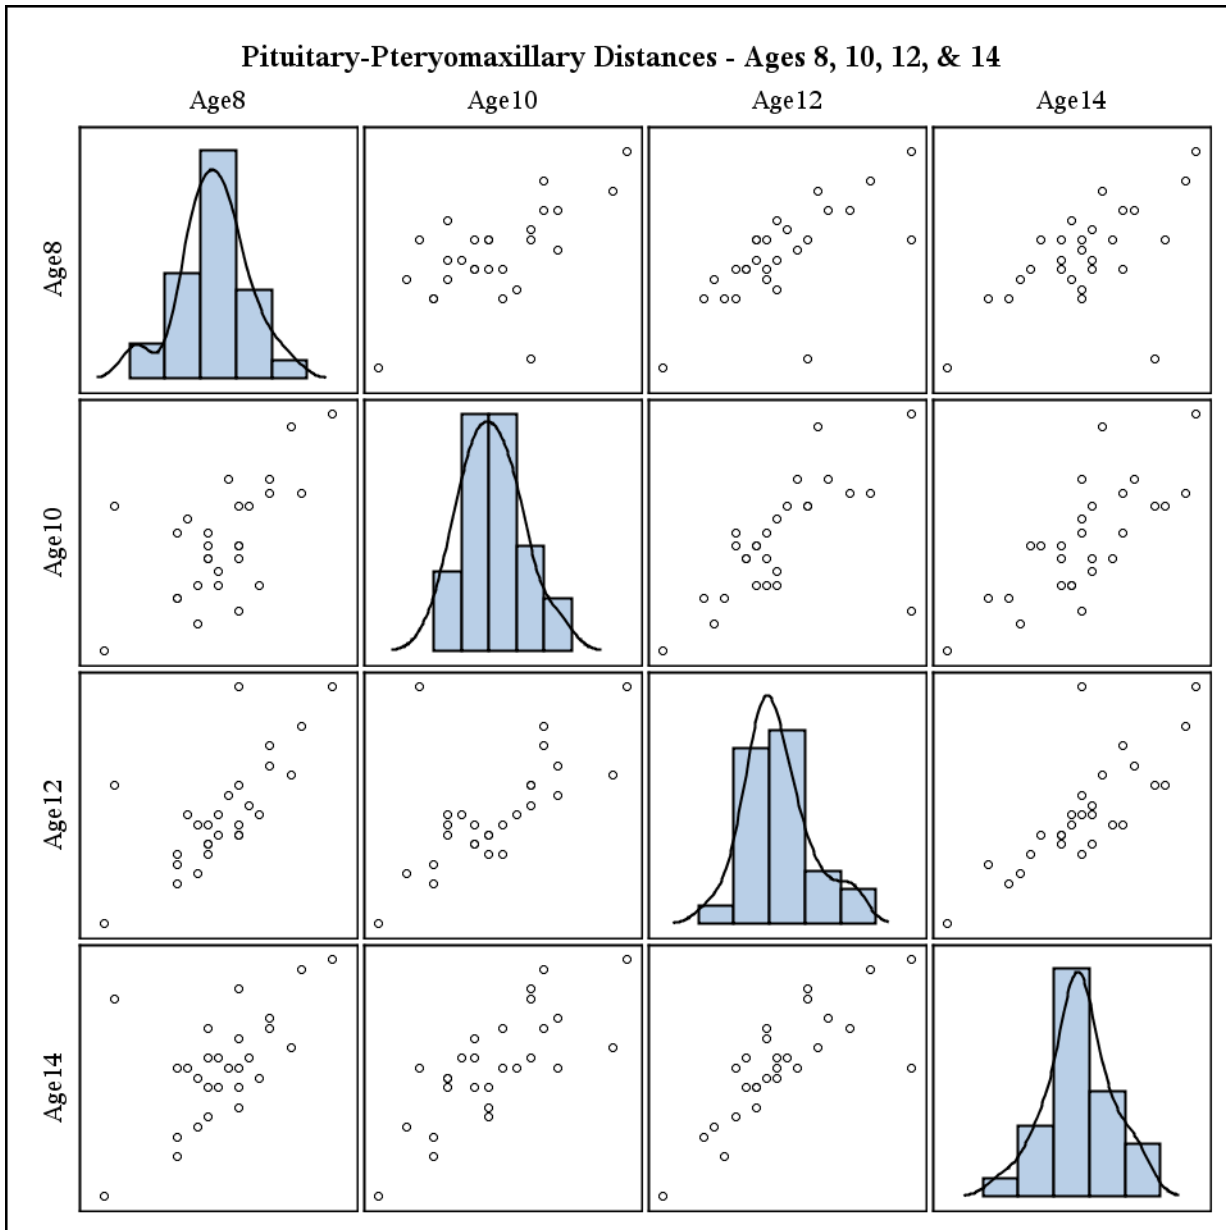 Pituitary-Pteryomaxillary Distances - Ages 8, 10, 12, & 14
Age8 Age10 Age12 Age14
Age8
Age10
Age12
Age14